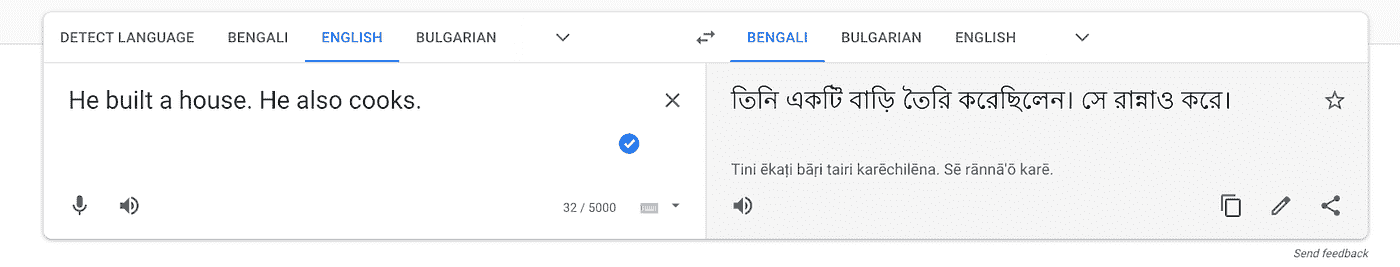 DETECT LANGUAGE BENGALI ENGLISH BULGARIAN BENGALI BULGARIAN ENGLISH
He built a house. He also cooks.
তিনি একটি বাড়ি তৈরি করেছিলেন। সে রান্নাও করে।
Tini ēkaṭi bāṛi tairi karēchilēna. Sē rānnā'ō karē.
32 / 5000
Send feedback